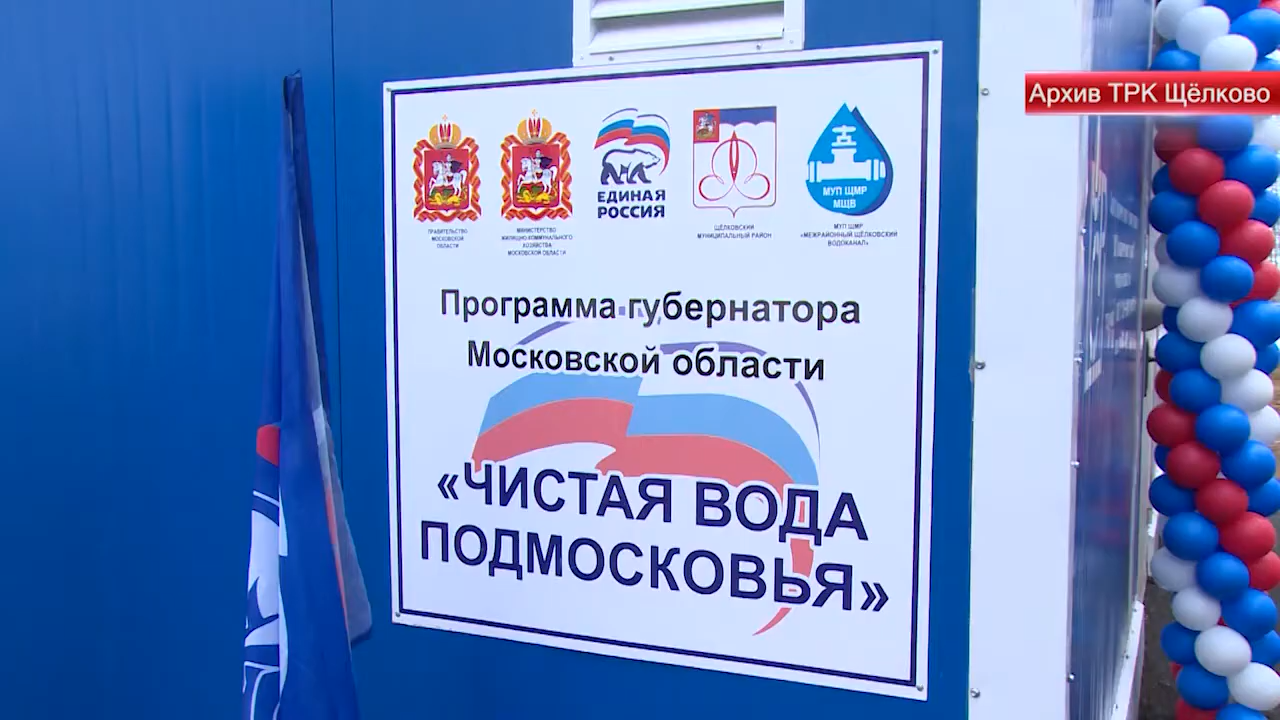 Архив ТРК Щёлково
ПРАВИТЕЛЬСТВО
МОСКОВСКОЙ
ОБЛАСТИ
МИНИСТЕРСТВО
ЖИЛИЩНО-КОММУНАЛЬНОГО
ХОЗЯЙСТВА
МОСКОВСКОЙ ОБЛАСТИ
ЕДИНАЯ
РОССИЯ
ЩЁЛКОВСКИЙ
МУНИЦИПАЛЬНЫЙ РАЙОН
МУП ЩМР
МЩВ
МУП ЩМР
«МЕЖРАЙОННЫЙ ЩЁЛКОВСКИЙ
ВОДОКАНАЛ»
Программа губернатора
Московской области
«ЧИСТАЯ ВОДА
ПОДМОСКОВЬЯ»